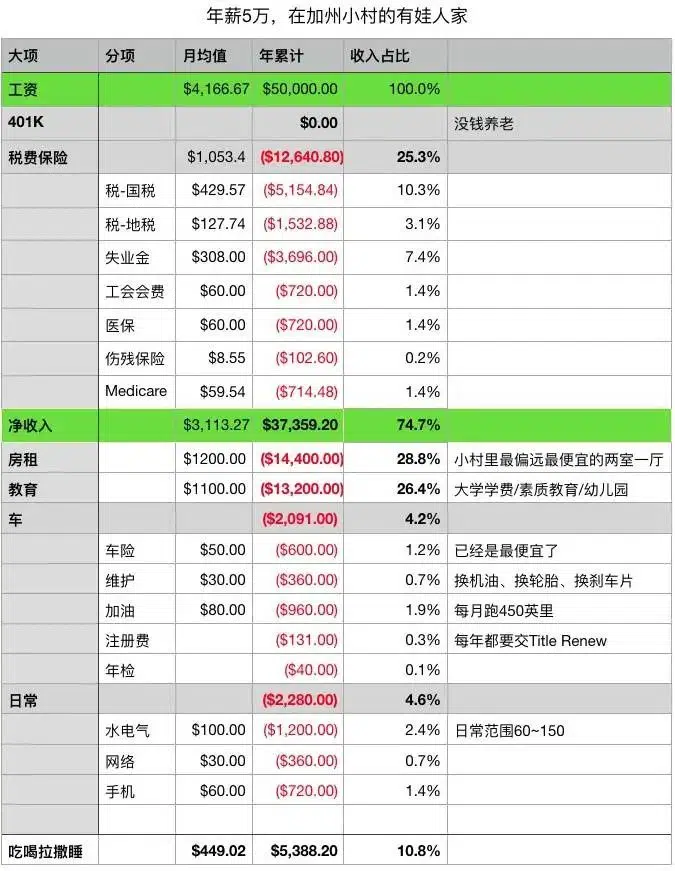 年薪5万，在加州小村的有娃人家
大项 分项 月均值 年累计 收入占比
工资 $4,166.67 $50,000.00 100.0%
401K $0.00 没钱养老
税费保险 $1,053.4 ($12,640.80) 25.3%
税-国税 $429.57 ($5,154.84) 10.3%
税-地税 $127.74 ($1,532.88) 3.1%
失业金 $308.00 ($3,696.00) 7.4%
工会会费 $60.00 ($720.00) 1.4%
医保 $60.00 ($720.00) 1.4%
伤残保险 $8.55 ($102.60) 0.2%
Medicare $59.54 ($714.48) 1.4%
净收入 $3,113.27 $37,359.20 74.7%
房租 $1200.00 ($14,400.00) 28.8% 小村里最偏远最便宜的两室一厅
教育 $1100.00 ($13,200.00) 26.4% 大学学费/素质教育/幼儿园
车 ($2,091.00) 4.2%
车险 $50.00 ($600.00) 1.2% 已经是最便宜了
维护 $30.00 ($360.00) 0.7% 换机油、换轮胎、换刹车片
加油 $80.00 ($960.00) 1.9% 每月跑450英里
注册费 ($131.00) 0.3% 每年都要交Title Renew
年检 ($40.00) 0.1%
日常 ($2,280.00) 4.6%
水电气 $100.00 ($1,200.00) 2.4% 日常范围60~150
网络 $30.00 ($360.00) 0.7%
手机 $60.00 ($720.00) 1.4%
吃喝拉撒睡 $449.02 $5,388.20 10.8%